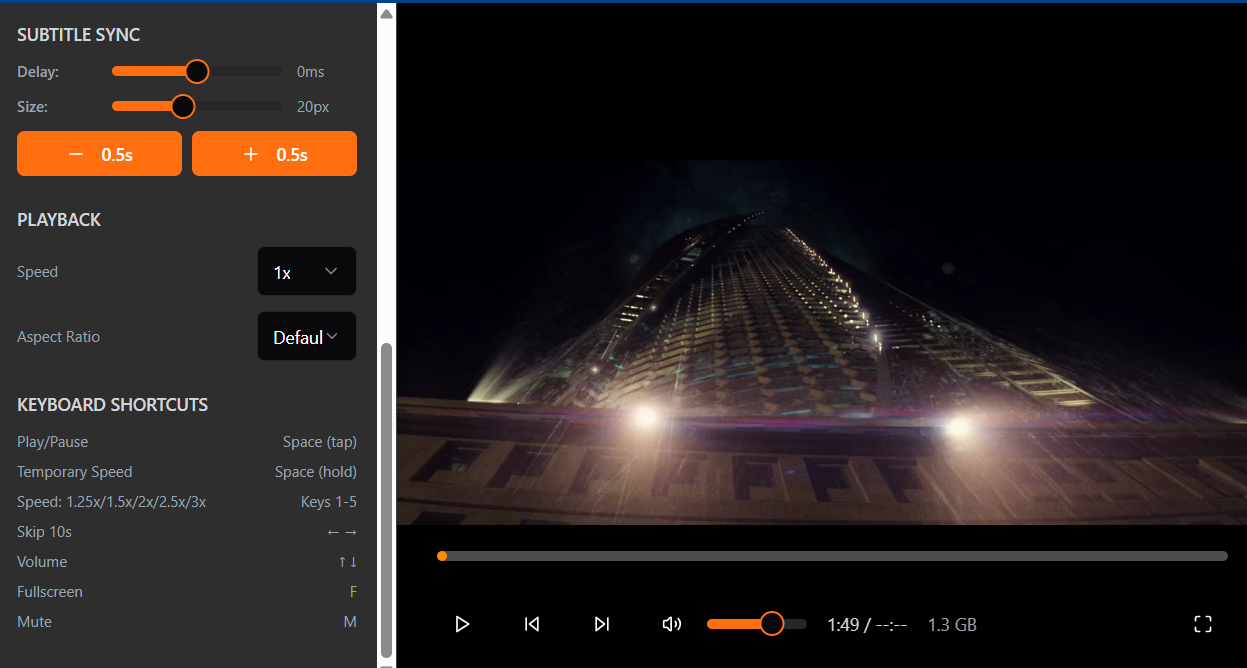 SUBTITLE SYNC
Delay: 0ms
Size: 20px
− 0.5s + 0.5s
PLAYBACK
Speed 1x
Aspect Ratio Defaul
KEYBOARD SHORTCUTS
Play/Pause Space (tap)
Temporary Speed Space (hold)
Speed: 1.25x/1.5x/2x/2.5x/3x Keys 1-5
Skip 10s ← →
Volume ↑ ↓
Fullscreen F
Mute M
1:49 / --:-- 1.3 GB